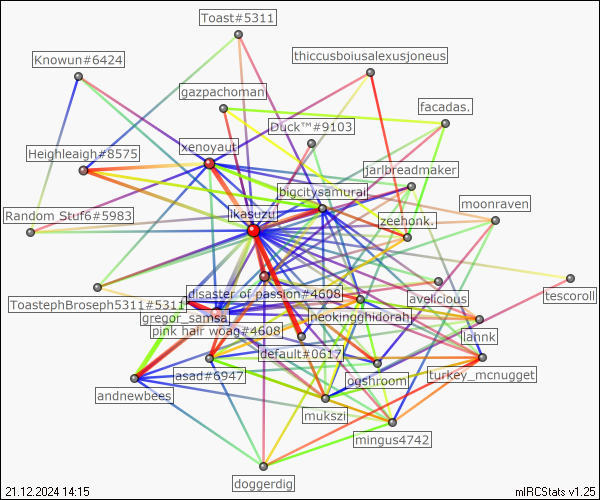 Toast#5311
Knowun#6424
thiccusboiusalexusjoneus
gazpachoman
facadas.
Duck™#9103
xenoyaut
Heighleaigh#8575
jarlbreadmaker
bigcitysamurai
moonraven
Random Stuf6#5983
ikasuzu
zeehonk.
disaster of passion#4608
avelicious
tescoroll
ToastephBroseph5311#5311
gregor_samsa
neokingghidorah
pink hair woag#4608
lahnk
default#0617
asad#6947
ogshroom
turkey_mcnugget
andnewbees
mukszi
mingus4742
doggerdig
21.12.2024 14:15
mIRCStats v1.25